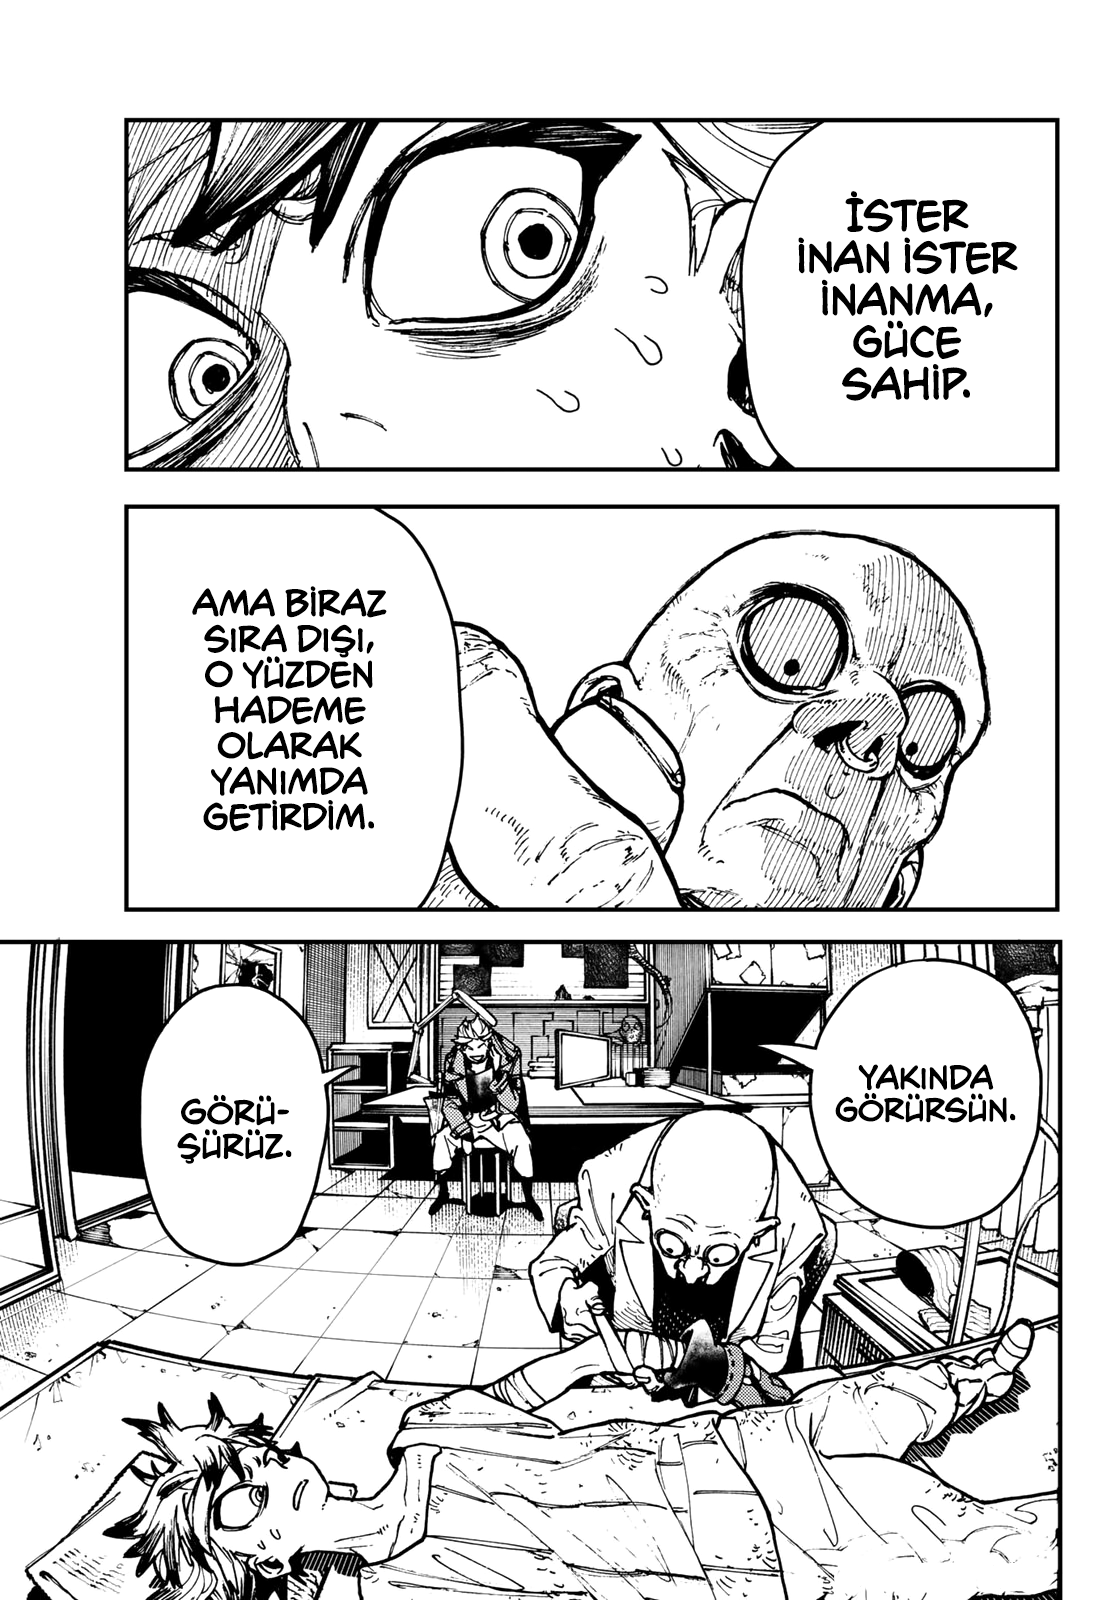 İSTER
İNAN İSTER
İNANMA,
GÜCE
SAHİP.
AMA BİRAZ
SIRA DIŞI,
O YÜZDEN
HADEME
OLARAK
YANIMDA
GETİRDİM.
YAKINDA
GÖRÜRSÜN.
GÖRÜ-
ŞÜRÜZ.